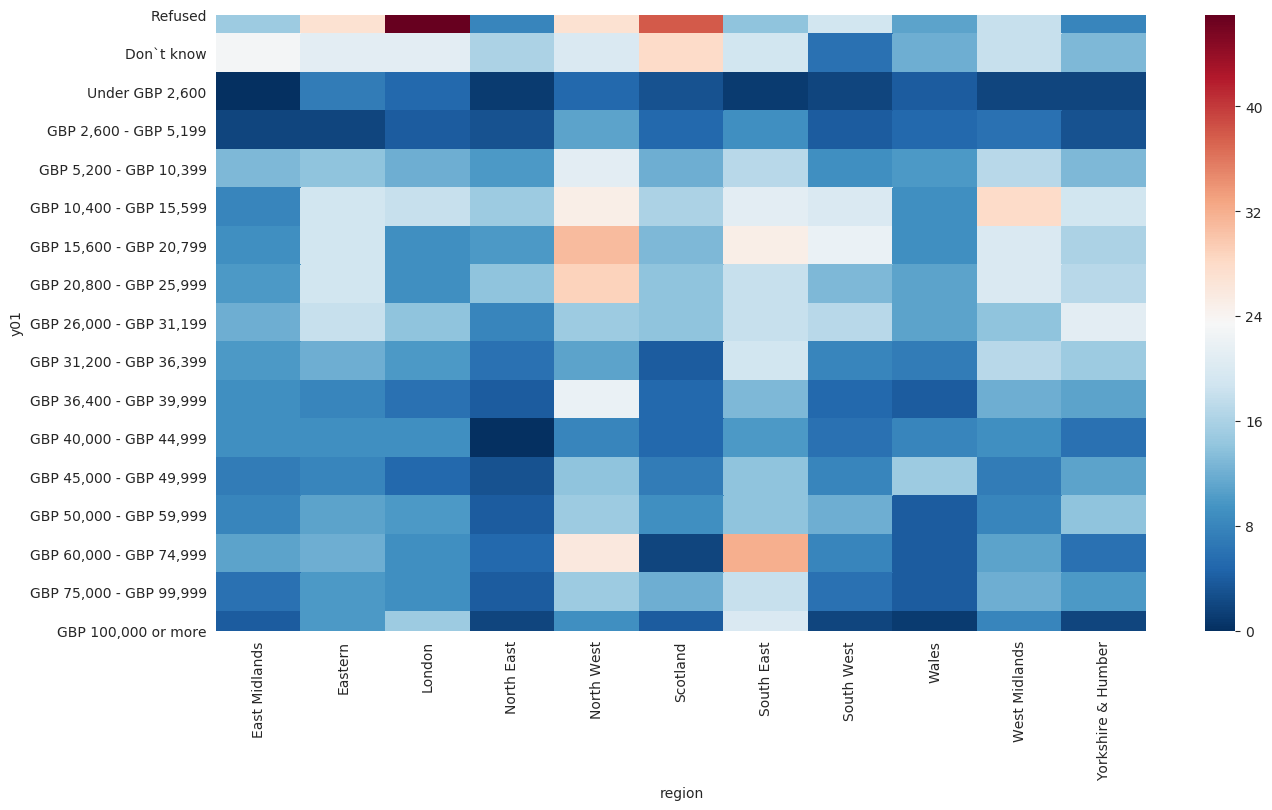 Refused
Don`t know
Under GBP 2,600
GBP 2,600 - GBP 5,199
GBP 5,200 - GBP 10,399
GBP 10,400 - GBP 15,599
GBP 15,600 - GBP 20,799
GBP 20,800 - GBP 25,999
GBP 26,000 - GBP 31,199
GBP 31,200 - GBP 36,399
GBP 36,400 - GBP 39,999
GBP 40,000 - GBP 44,999
GBP 45,000 - GBP 49,999
GBP 50,000 - GBP 59,999
GBP 60,000 - GBP 74,999
GBP 75,000 - GBP 99,999
GBP 100,000 or more
y01
East Midlands
Eastern
London
North East
North West
Scotland
South East
South West
Wales
West Midlands
Yorkshire & Humber
region
40
32
24
16
8
0